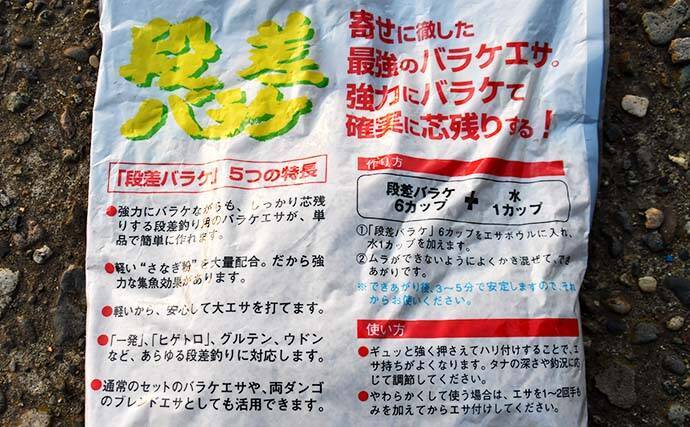 段差
バラケ
寄せに徹した
最強のバラケエサ。
強力にバラケて
確実に芯残りする！
「段差バラケ」5つの特長
●強力にバラケながらも、しっかり芯残
りする段差釣り用のバラケエサが、単
品で簡単に作れます。
●軽い“さなぎ粉”を大量配合。だから強
力な集魚効果があります。
●軽いから、安心して大エサを打てます。
●「一発」、「ヒゲトロ」、グルテン、ウドン
など、あらゆる段差釣りに対応します。
●通常のセットのバラケエサや、両ダンゴ
のブレンドエサとしても活用できます。
作り方
段差バラケ
6カップ
+
水
1カップ
①「段差バラケ」6カップをエサボウルに入れ、
水1カップを加えます。
②ムラができないようによくかき混ぜて、でき
あがりです。
※できあがり後、3〜5分で安定しますので、それ
からお使いください。
使い方
●ギュッと強く押さえてハリ付けすることで、エ
サ持ちがよくなります。タナの深さや釣況に応
じて調節してください。
●やわらかくして使う場合は、エサを1〜2回手も
みを加えてからエサ付けしてください。